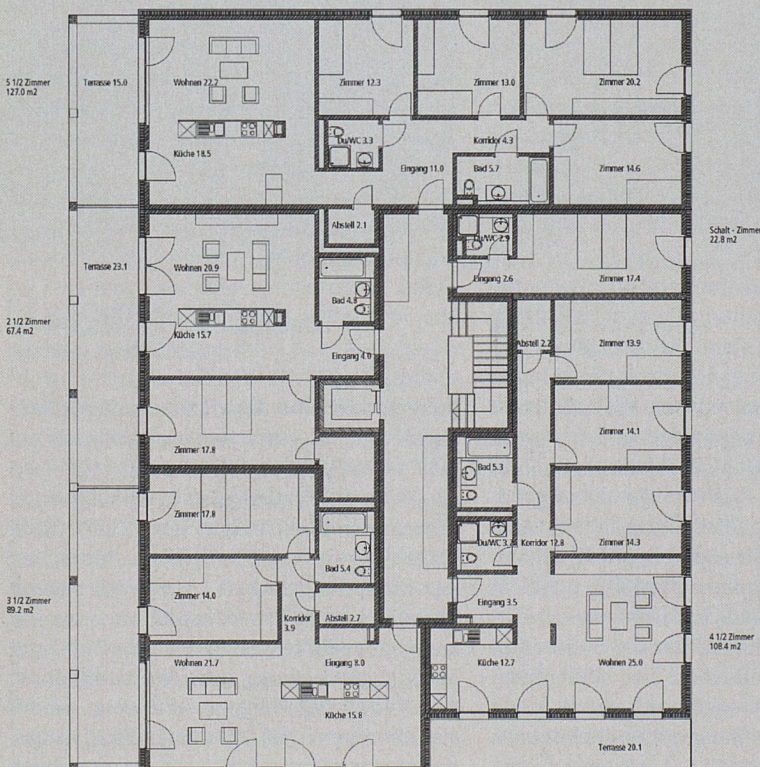 5 1/2 Zimmer
127.0 m2
Terrasse 15.0
Wohnen 22.2
Zimmer 12.3
Zimmer 13.0
Zimmer 20.2
Küche 18.5
Du/WC 3.3
Korridor 4.3
Eingang 11.0
Bad 5.7
Zimmer 14.6
Abstell 2.1
Terrasse 23.1
Wohnen 20.9
Du/WC 2.9
Schalt - Zimmer
22.8 m2
Eingang 2.6
Zimmer 17.4
Bad 4.8
2 1/2 Zimmer
67.4 m2
Küche 15.7
Eingang 4.0
Abstell 2.2
Zimmer 13.9
Zimmer 17.8
Zimmer 14.1
Bad 5.3
Zimmer 17.8
Du/WC
Korridor 12.8
Zimmer 14.3
Bad 5.4
3 1/2 Zimmer
89.2 m2
Zimmer 14.0
Korridor
3.9
Abstell 2.7
Eingang 3.5
4 1/2 Zimmer
108.4 m2
Wohnen 21.7
Eingang 8.0
Küche 12.7
Wohnen 25.0
Küche 15.8
Terrasse 20.1